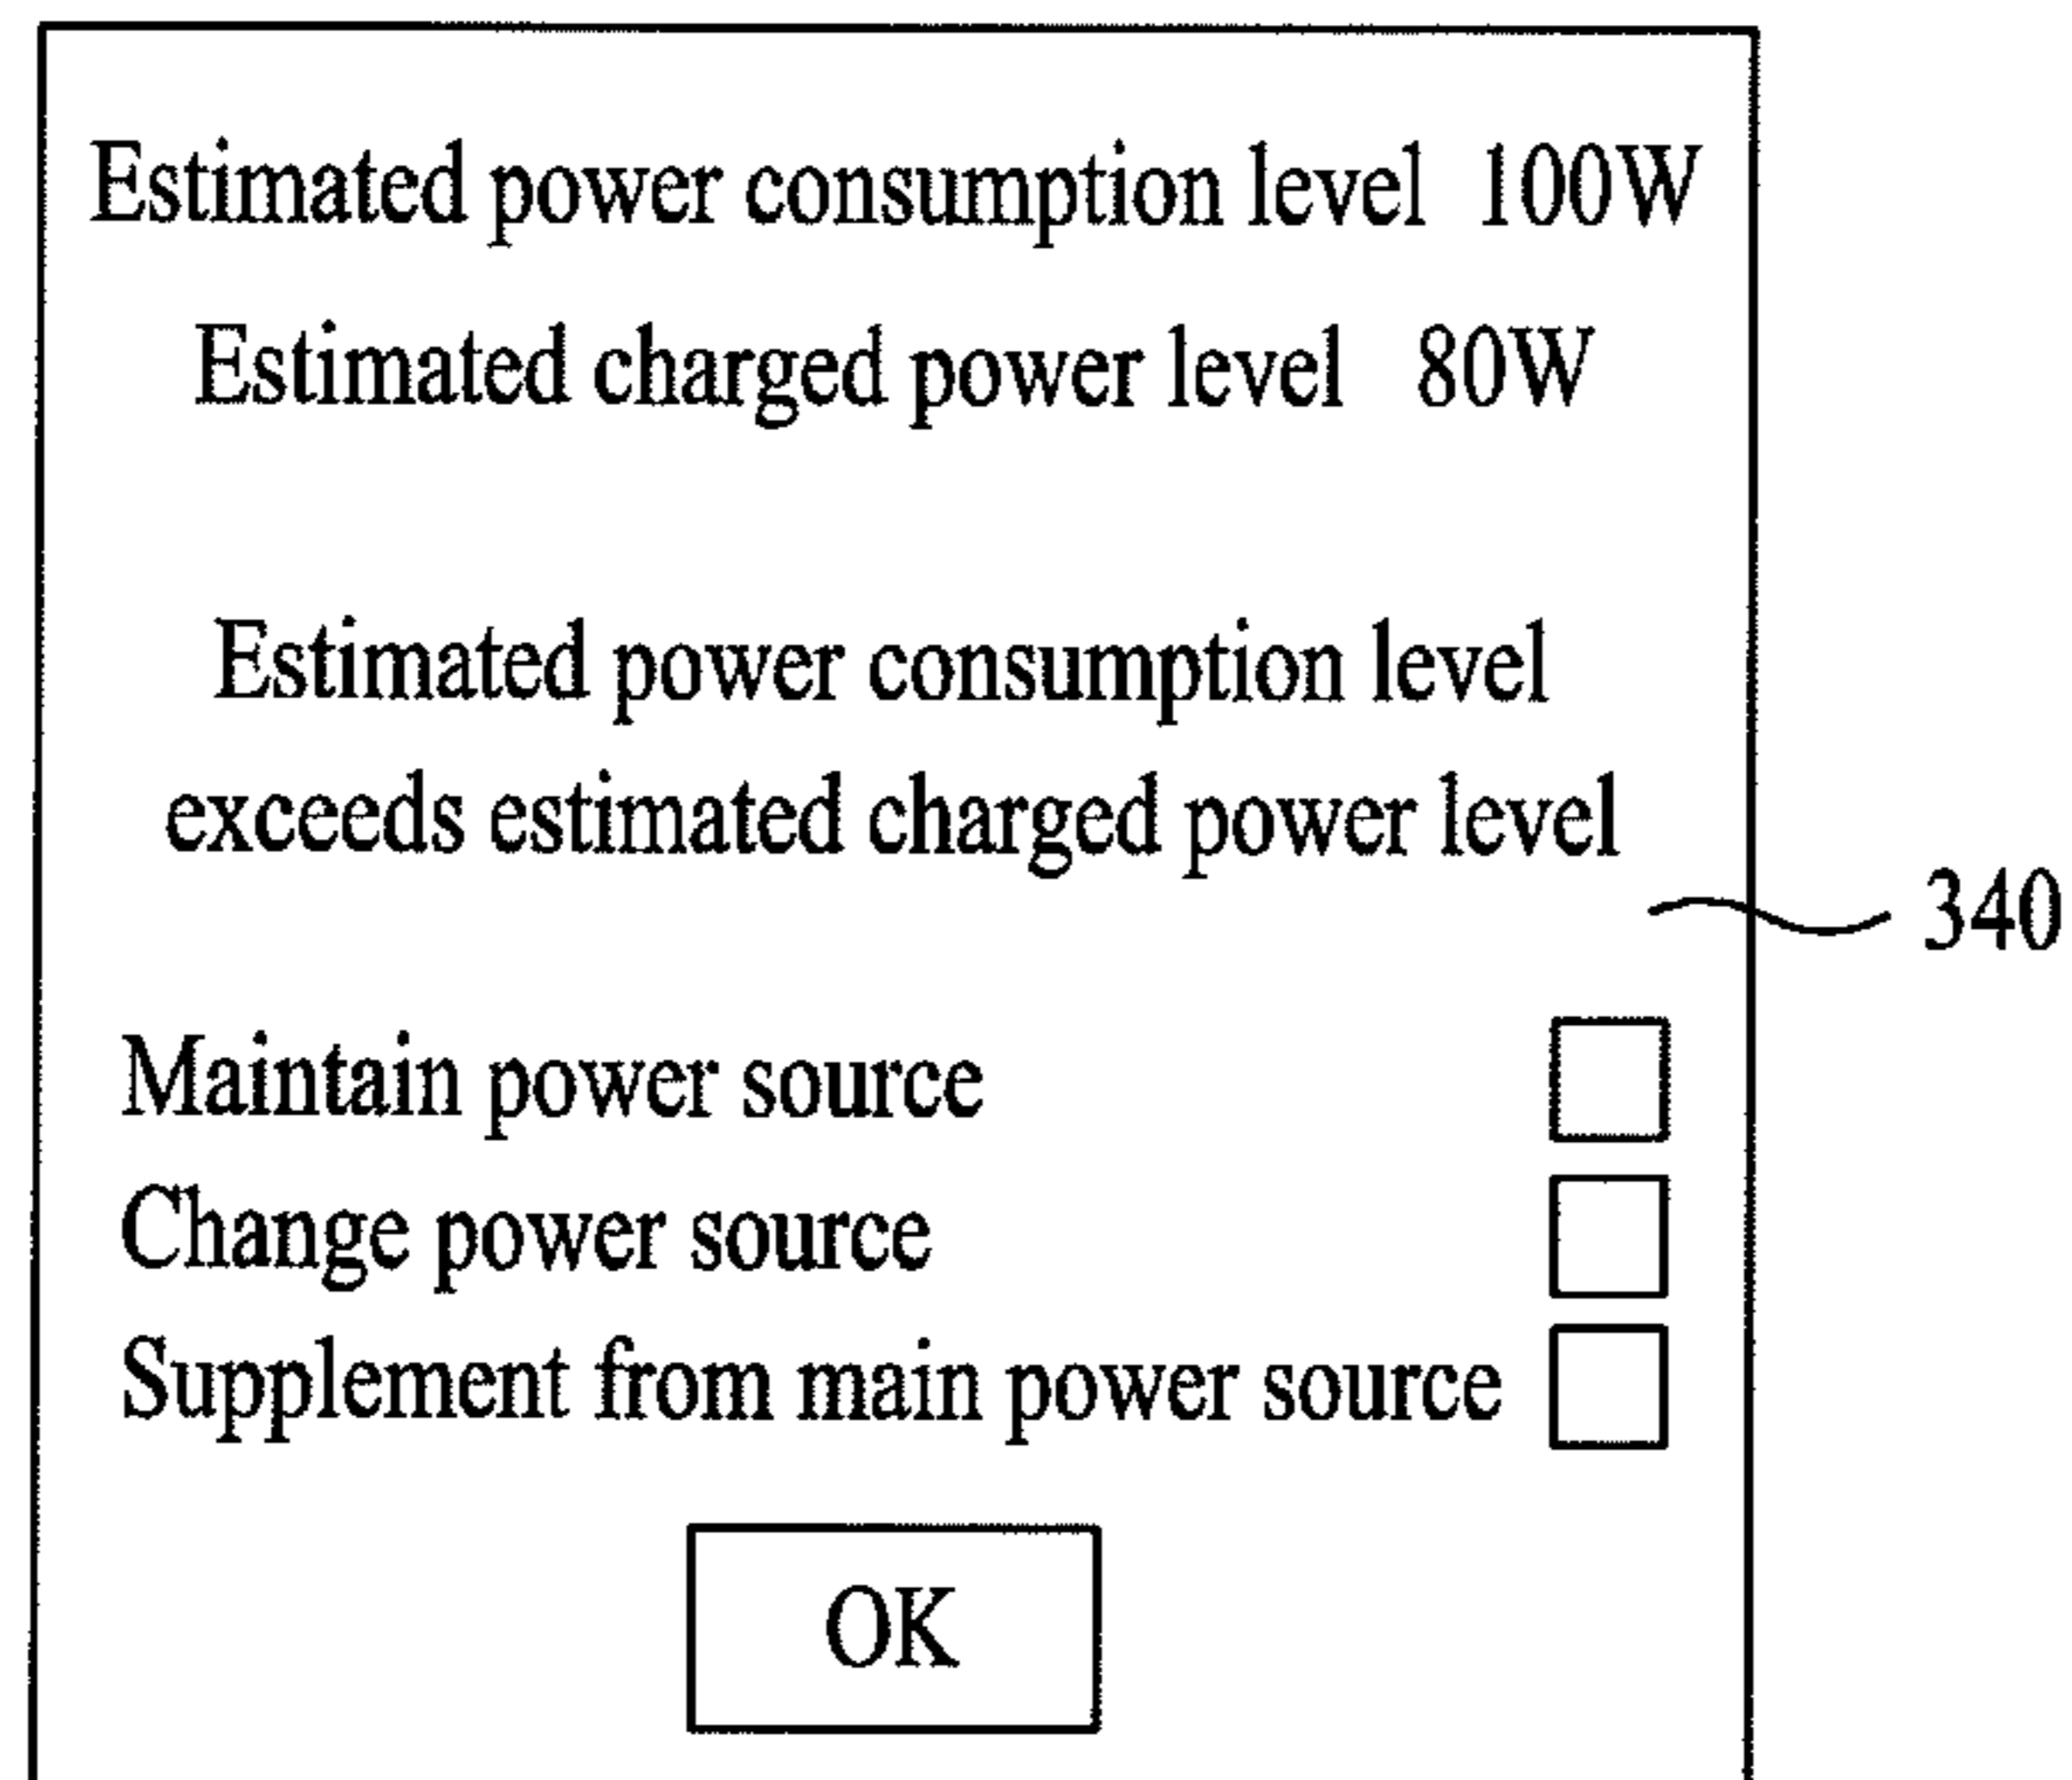 Estimated power consumption level 100W
Estimated charged power level 80W
Estimated power consumption level
exceeds estimated charged power level
340
Maintain power source
Change power source
Supplement from main power source
OK